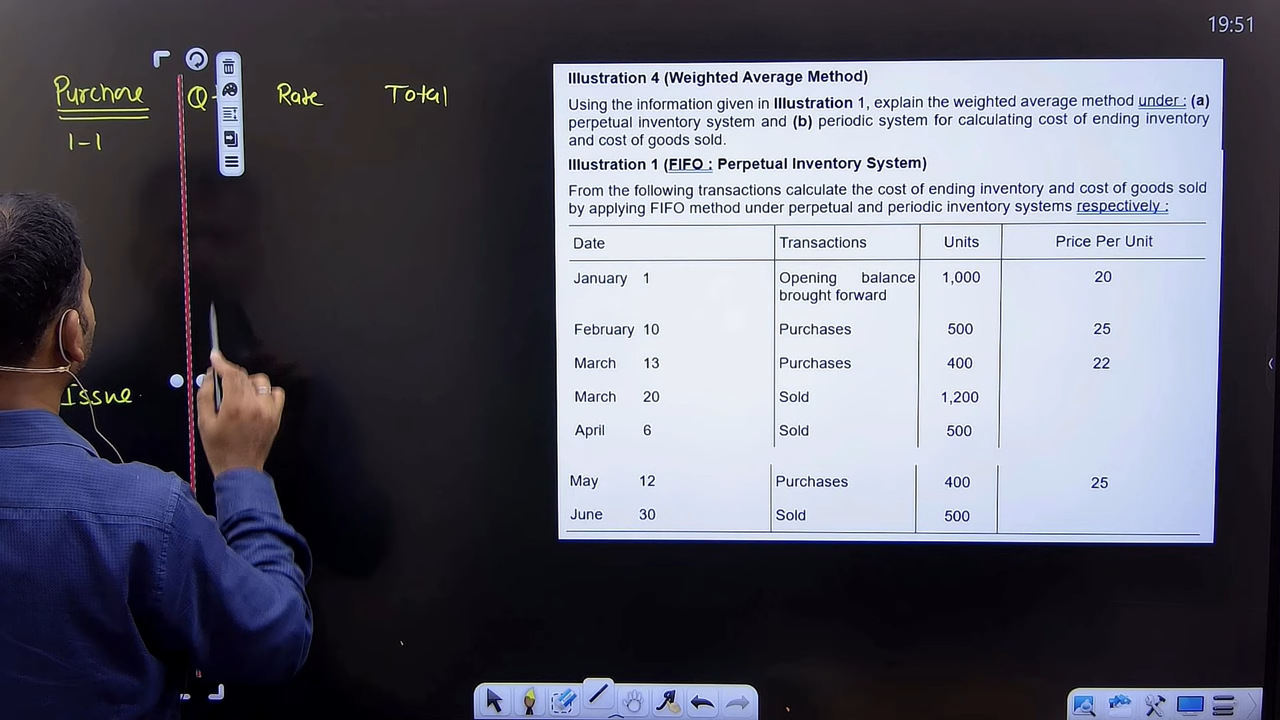 19:51
Purchase Rate Total
1-1
Issue
Illustration 4 (Weighted Average Method)
Using the information given in Illustration 1, explain the weighted average method under : (a)
perpetual inventory system and (b) periodic system for calculating cost of ending inventory
and cost of goods sold.
Illustration 1 (FIFO : Perpetual Inventory System)
From the following transactions calculate the cost of ending inventory and cost of goods sold
by applying FIFO method under perpetual and periodic inventory systems respectively :
Date Transactions Units Price Per Unit
January 1 Opening balance 1,000 20
brought forward
February 10 Purchases 500 25
March 13 Purchases 400 22
March 20 Sold 1,200
April 6 Sold 500
May 12 Purchases 400 25
June 30 Sold 500